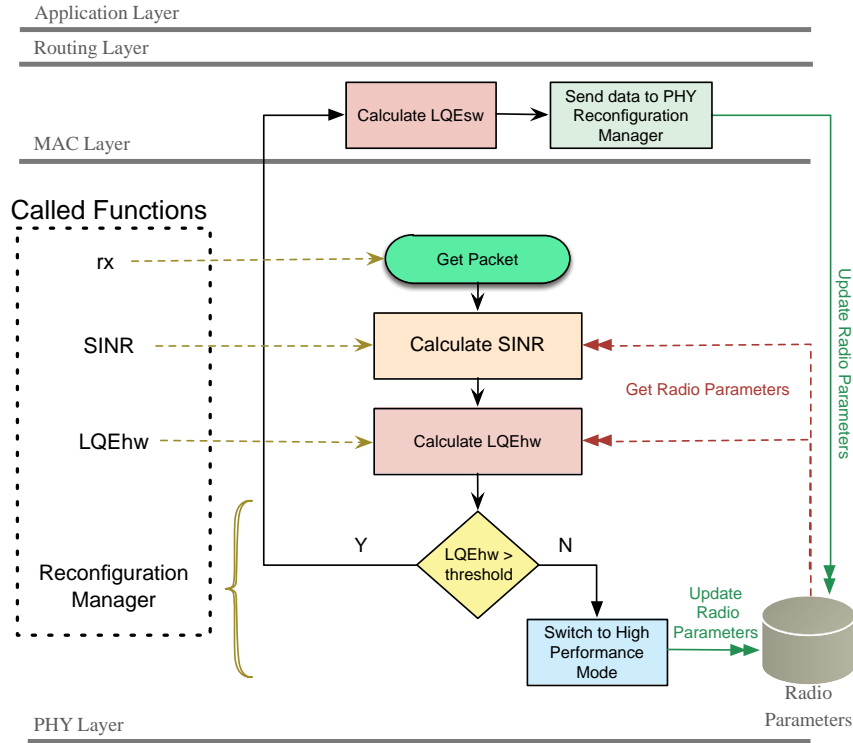 Application Layer
Routing Layer
Calculate LQEsw
Send data to PHY
Reconfiguration
Manager
MAC Layer
Called Functions
rx
Get Packet
SINR
Calculate SINR
Get Radio Parameters
Update Radio Parameters
LQEhw
Calculate LQEhw
Y
LQEhw >
threshold
N
Reconfiguration
Manager
Update
Radio
Parameters
Switch to High
Performance
Mode
Radio
Parameters
PHY Layer